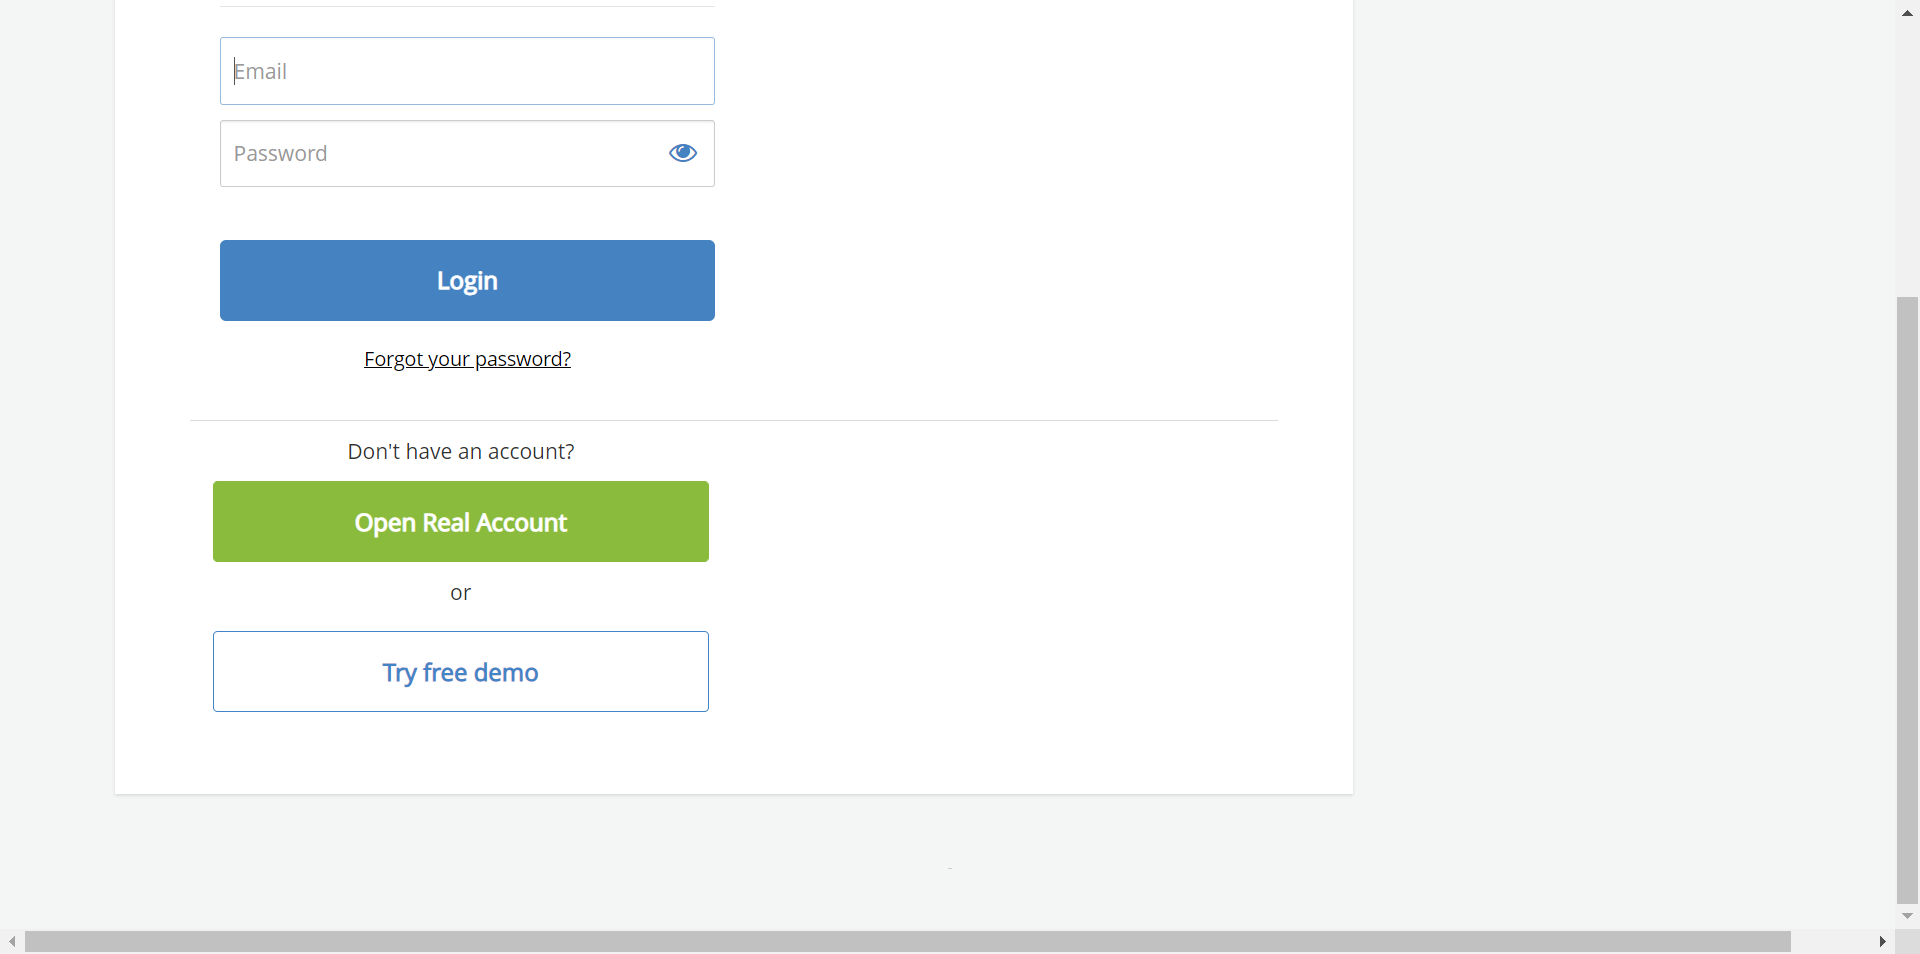 Email
Password
Login
Forgot your password?
Don't have an account?
Open Real Account
or
Try free demo